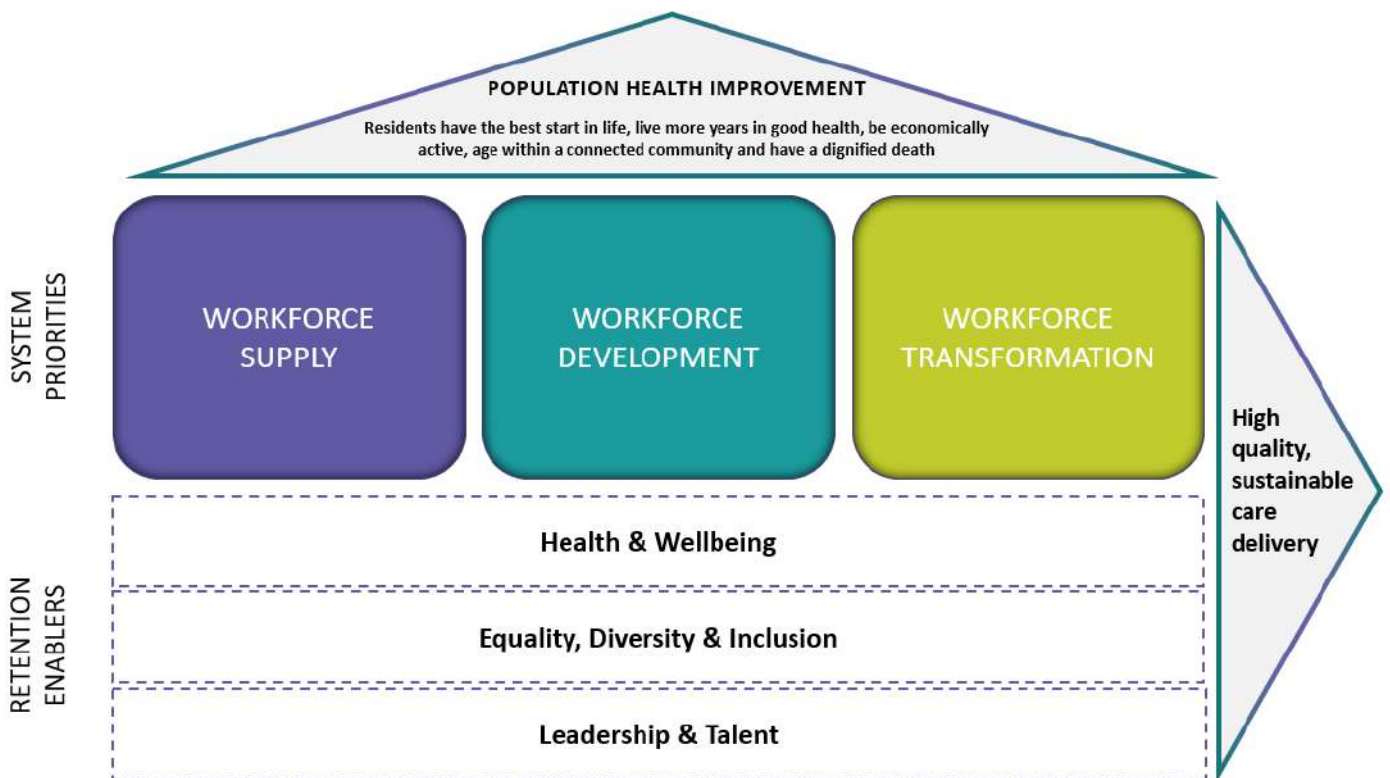 POPULATION HEALTH IMPROVEMENT
Residents have the best start in life, live more years in good health, be economically
active, age within a connected community and have a dignified death
SYSTEM
PRIORITIES
WORKFORCE
SUPPLY
WORKFORCE
DEVELOPMENT
WORKFORCE
TRANSFORMATION
High
quality,
sustainable
care
delivery
RETENTION
ENABLERS
Health & Wellbeing
Equality, Diversity & Inclusion
Leadership & Talent